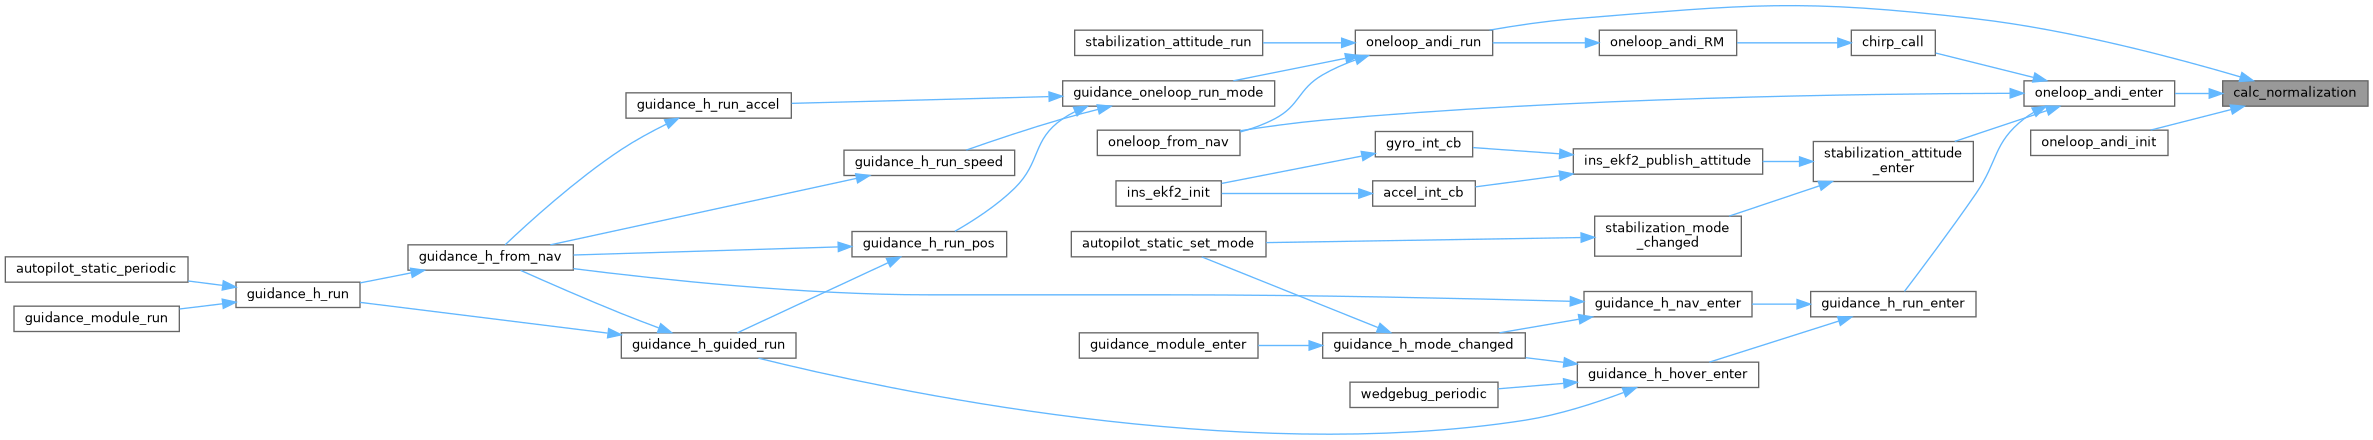 stabilization_attitude_run
oneloop_andi_run
oneloop_andi_RM
chirp_call
guidance_h_run_accel
guidance_oneloop_run_mode
oneloop_andi_enter
calc_normalization
oneloop_from_nav
gyro_int_cb
oneloop_andi_init
guidance_h_run_speed
ins_ekf2_publish_attitude
stabilization_attitude
_enter
ins_ekf2_init
accel_int_cb
guidance_h_run_pos
autopilot_static_set_mode
stabilization_mode
_changed
guidance_h_from_nav
autopilot_static_periodic
guidance_h_run
guidance_module_run
guidance_h_nav_enter
guidance_h_run_enter
guidance_h_guided_run
guidance_module_enter
guidance_h_mode_changed
guidance_h_hover_enter
wedgebug_periodic